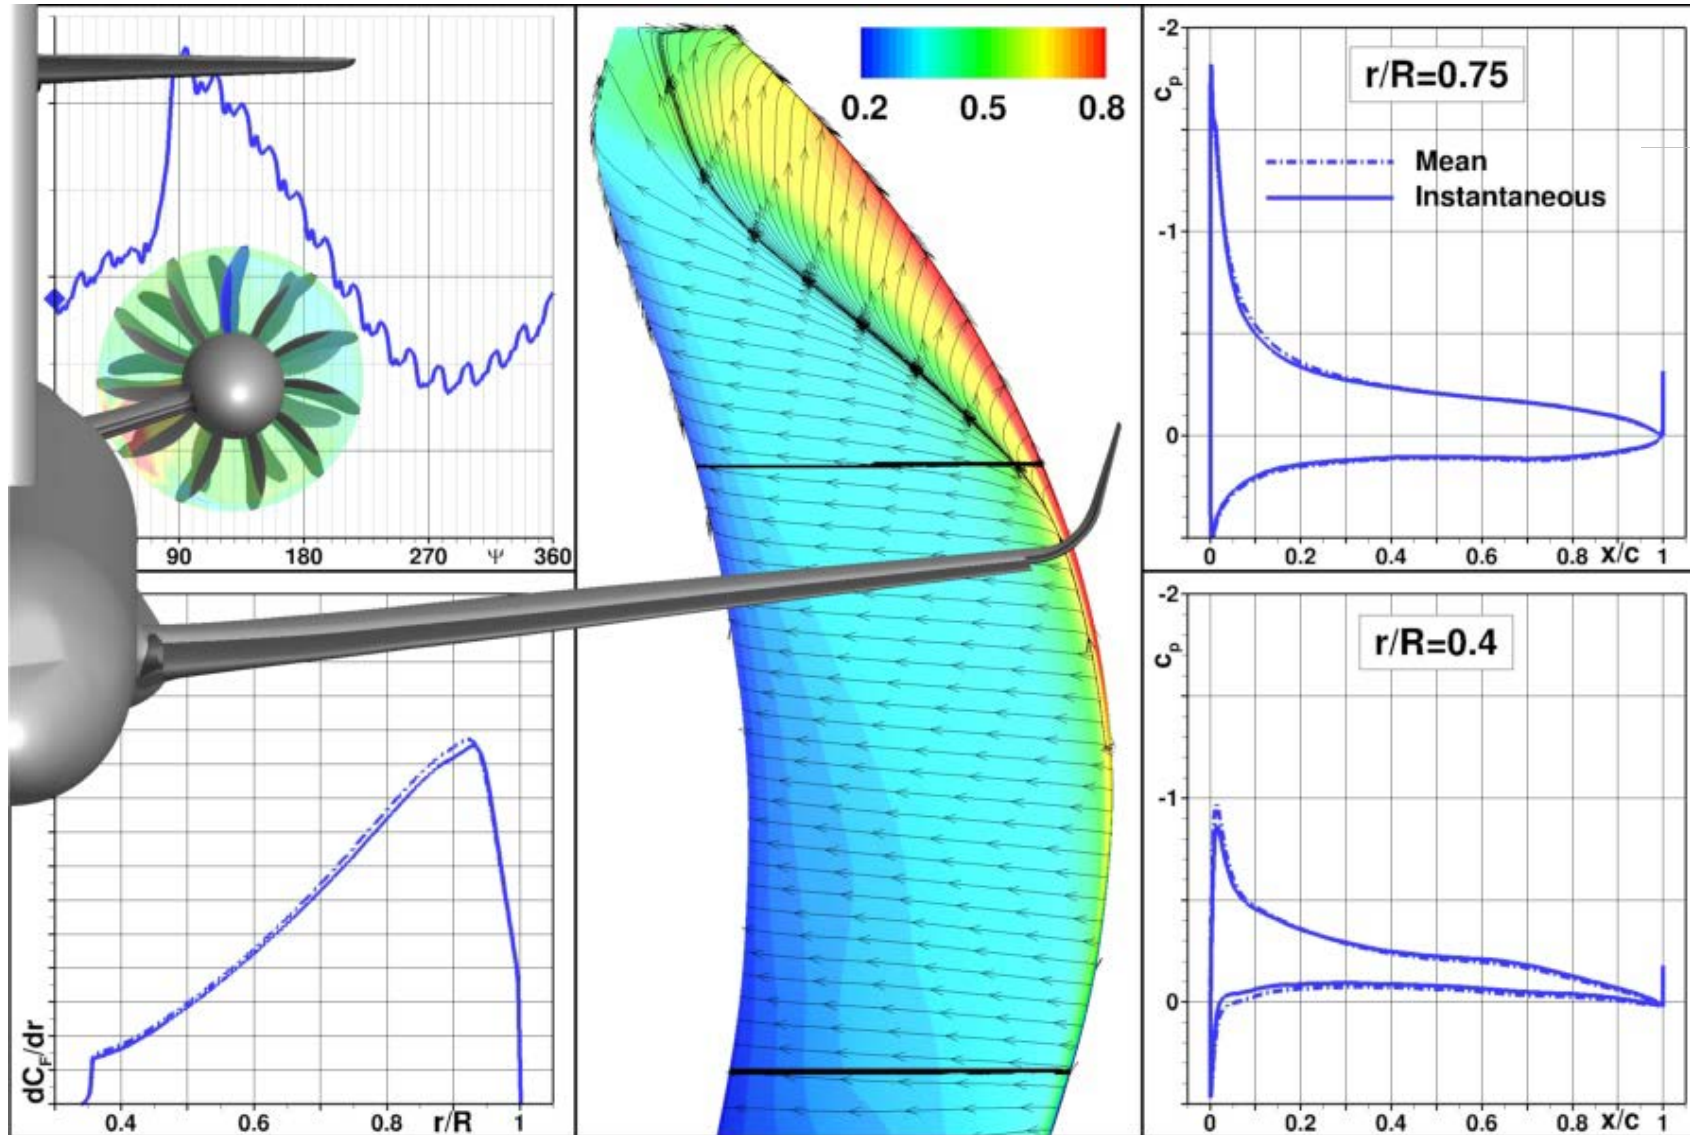 90 180 270 Ψ 360
dC_F/dr
0.4 0.6 0.8 r/R 1
0.2 0.5 0.8
-2
c_p
r/R=0.75
Mean
Instantaneous
-1
0
0 0.2 0.4 0.6 0.8 x/c 1
-2
c_p
r/R=0.4
-1
0
0 0.2 0.4 0.6 0.8 x/c 1